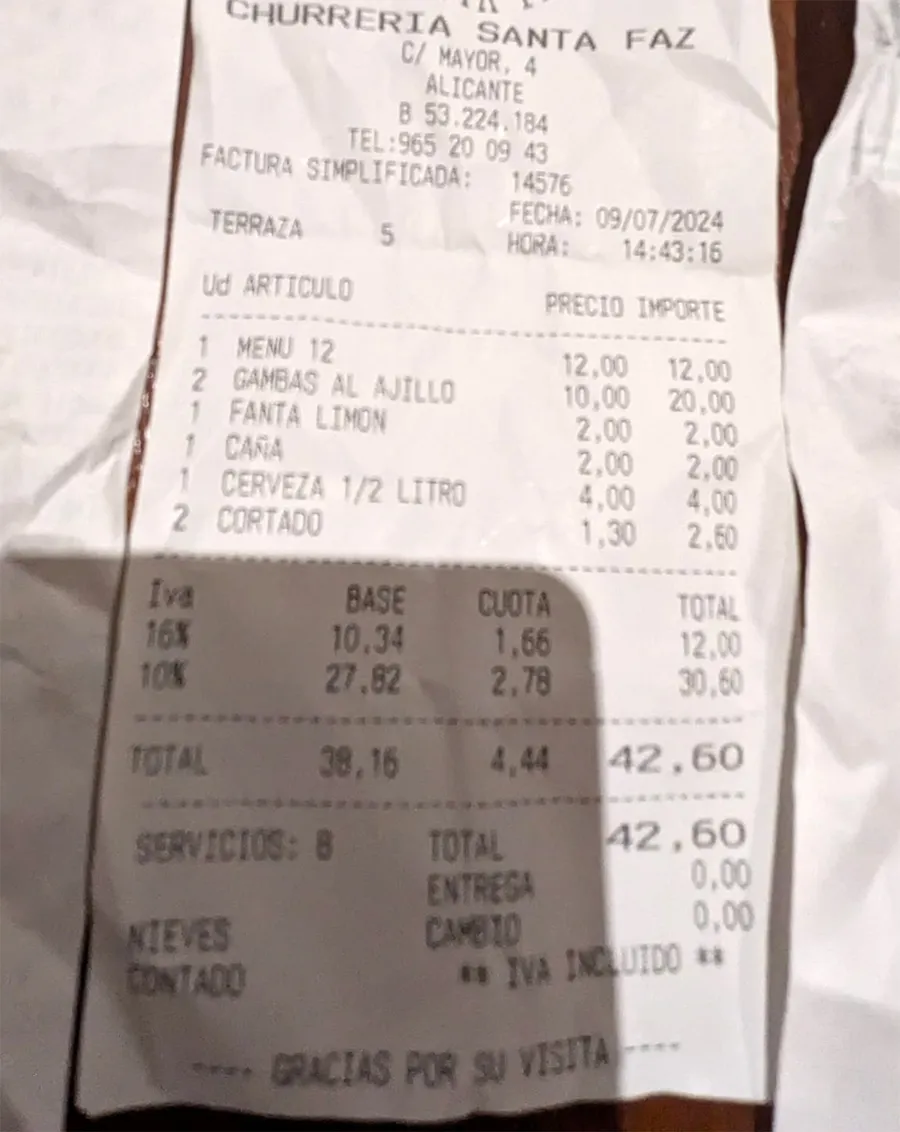 CHURRERIA SANTA FAZ
C/ MAYOR, 4
ALICANTE
B 53.224.184
TEL:965 20 09 43
FACTURA SIMPLIFICADA: 14576
FECHA: 09/07/2024
TERRAZA 5 HORA: 14:43:16
Ud ARTICULO PRECIO IMPORTE
1 MENU 12 12,00 12,00
2 GAMBAS AL AJILLO 10,00 20,00
1 FANTA LIMON 2,00 2,00
1 CAÑA 2,00 2,00
1 CERVEZA 1/2 LITRO 4,00 4,00
2 CORTADO 1,30 2,60
Iva BASE CUOTA TOTAL
16% 10,34 1,66 12,00
10% 27,82 2,78 30,60
TOTAL 38,16 4,44 42,60
SERVICIOS: 8 TOTAL 42,60
ENTREGA 0,00
NIEVES CAMBIO 0,00
CONTADO ** IVA INCLUIDO **
---- GRACIAS POR SU VISITA ----